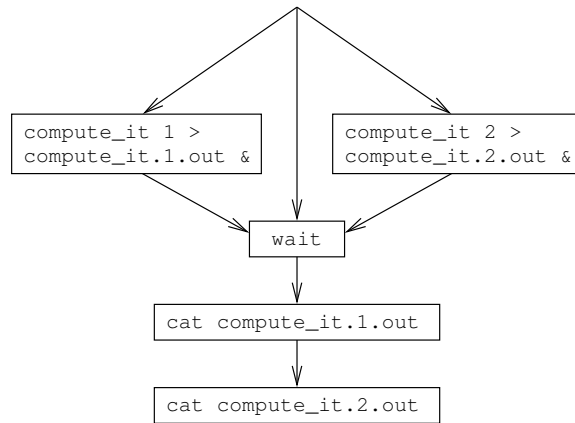 compute_it 1 >
compute_it.1.out &
compute_it 2 >
compute_it.2.out &
wait
cat compute_it.1.out
cat compute_it.2.out